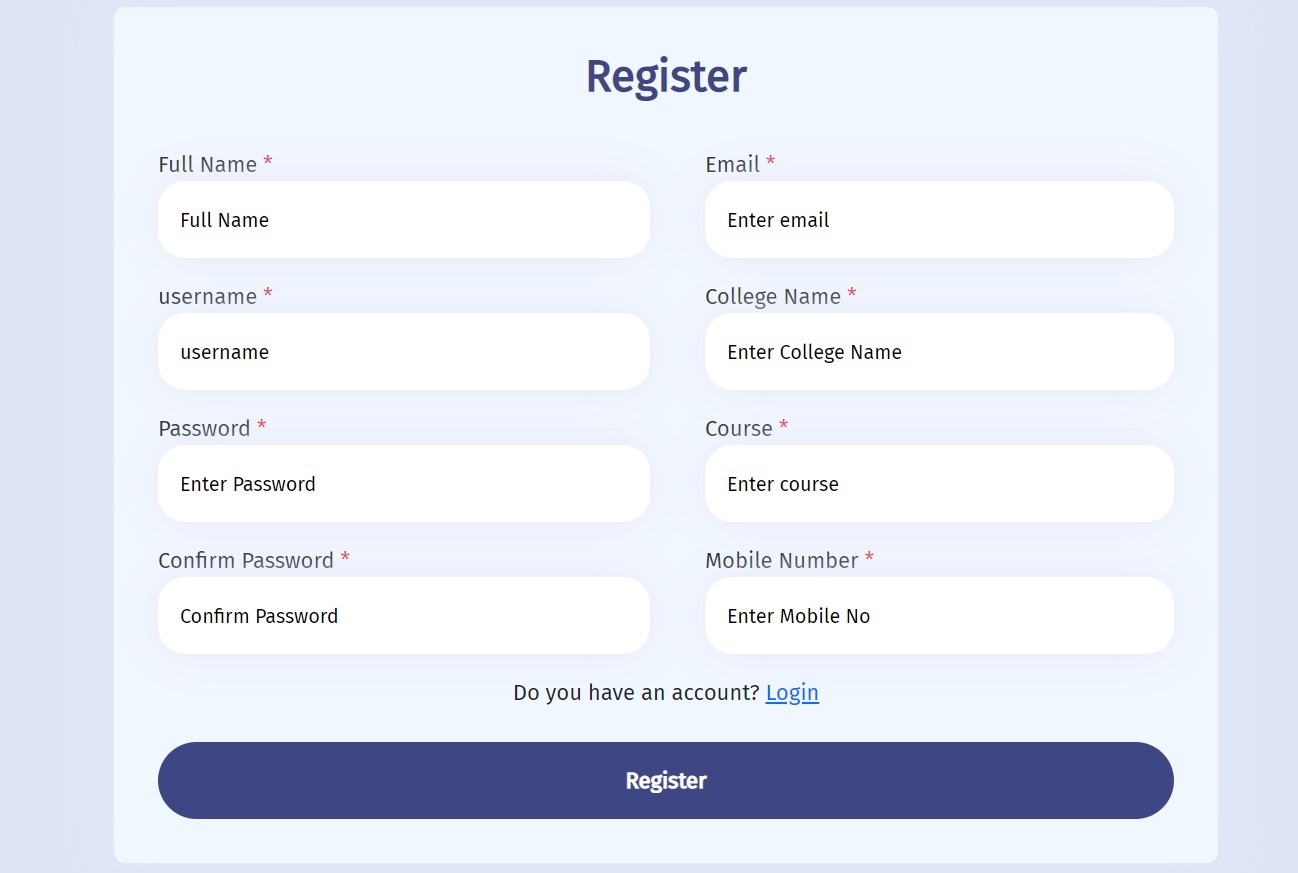 Register
Full Name *
Email *
Full Name
Enter email
username *
College Name *
username
Enter College Name
Password *
Course *
Enter Password
Enter course
Confirm Password *
Mobile Number *
Confirm Password
Enter Mobile No
Do you have an account? Login
Register